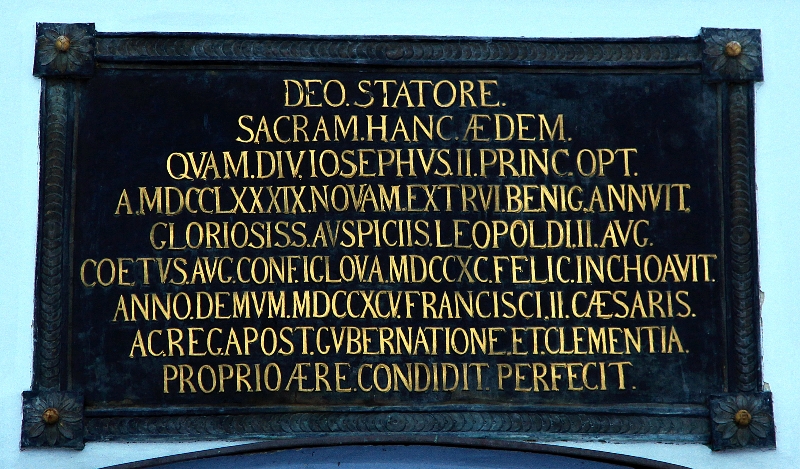 DEO.STATORE.
SACRAM.HANC.ÆDEM.
QVAM.DIV.IOSEPHVS.II.PRINC.OPT.
A.MDCCLXXXIX.NOVAM.EXTRVI.BENIG.ANNVIT.
GLORIOSISS.AVSPICIIS.LEOPOLDI.II.AVG.
COETVS.AVG.CONF.IGLOVA.MDCCXC.FELIC.INCHOAVIT.
ANNO.DEMVM.MDCCXCV.FRANCISCI.II.CÆSARIS.
AC.REG.APOST.GVBERNATIONE.ET.CLEMENTIA.
PROPRIO ÆRE.CONDIDIT.PERFECIT.